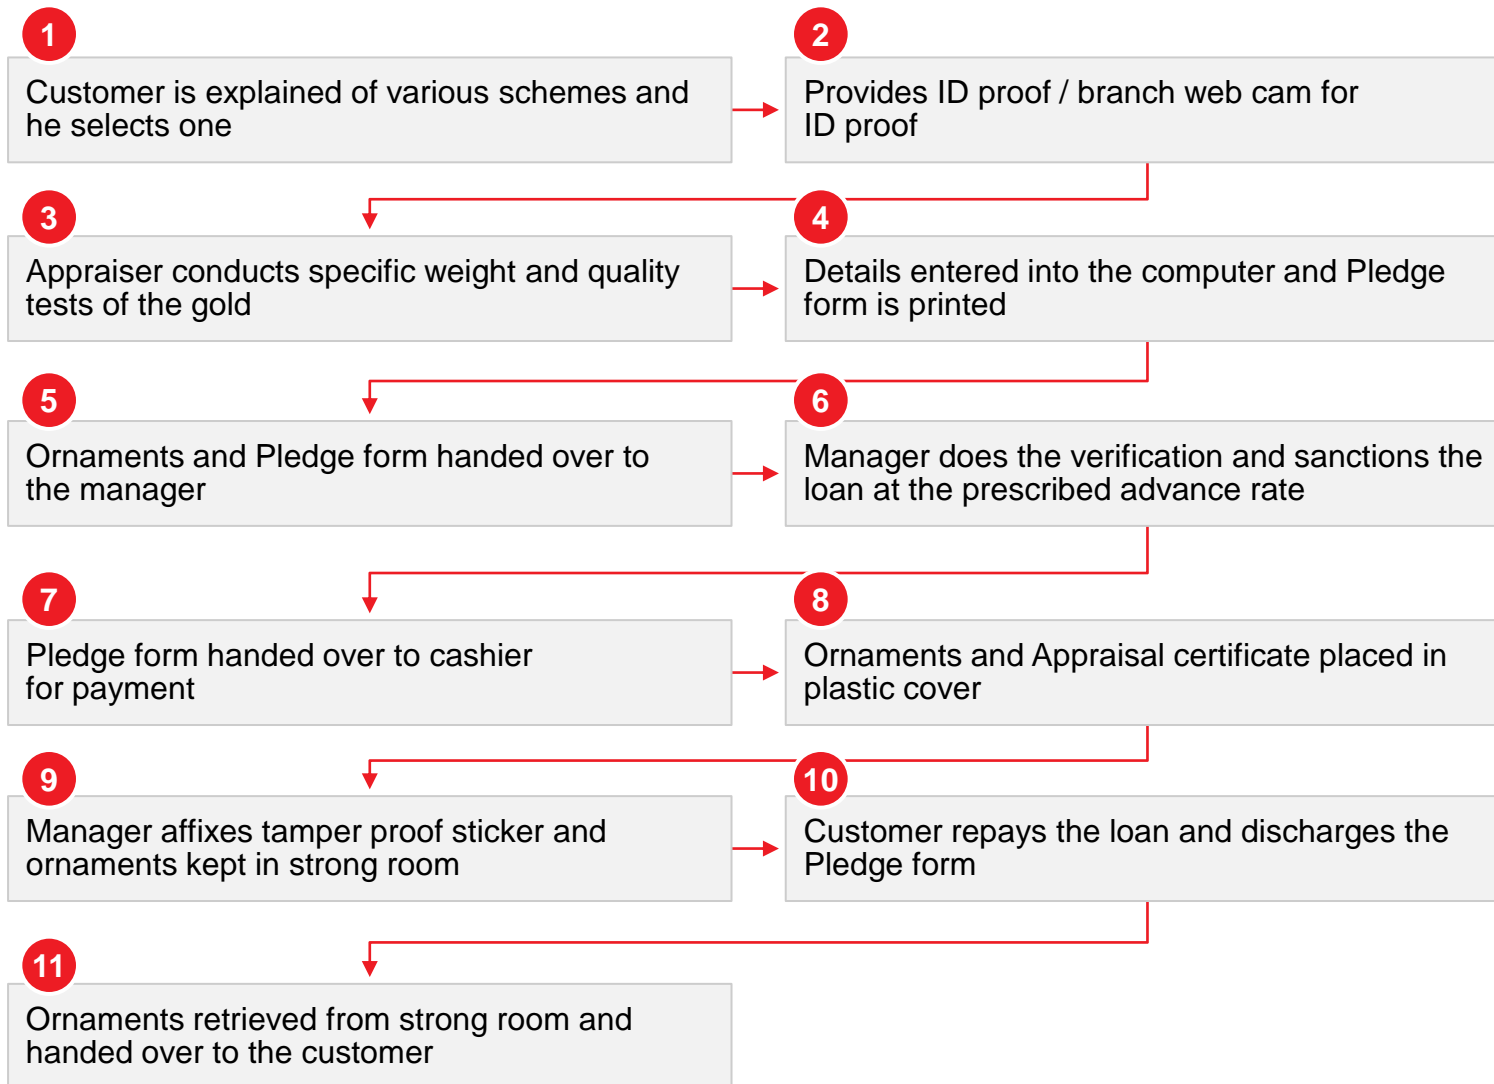 1
Customer is explained of various schemes and
he selects one
2
Provides ID proof / branch web cam for
ID proof
3
Appraiser conducts specific weight and quality
tests of the gold
4
Details entered into the computer and Pledge
form is printed
5
Ornaments and Pledge form handed over to
the manager
6
Manager does the verification and sanctions the
loan at the prescribed advance rate
7
Pledge form handed over to cashier
for payment
8
Ornaments and Appraisal certificate placed in
plastic cover
9
Manager affixes tamper proof sticker and
ornaments kept in strong room
10
Customer repays the loan and discharges the
Pledge form
11
Ornaments retrieved from strong room and
handed over to the customer